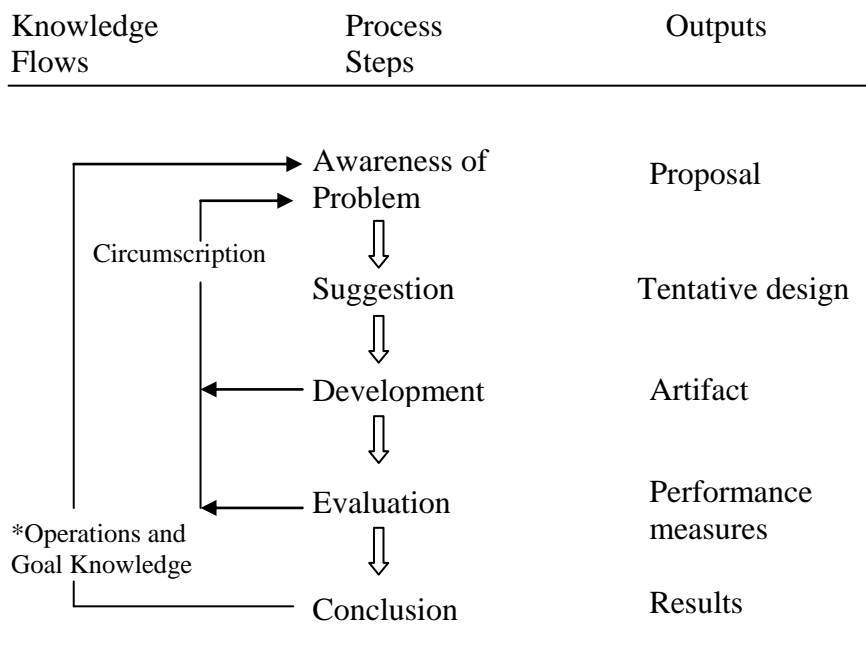 Knowledge Process Outputs
Flows Steps
Awareness of
Problem
Proposal
Circumscription
Suggestion Tentative design
Development Artifact
Evaluation
Performance
measures
*Operations and
Goal Knowledge
Conclusion Results